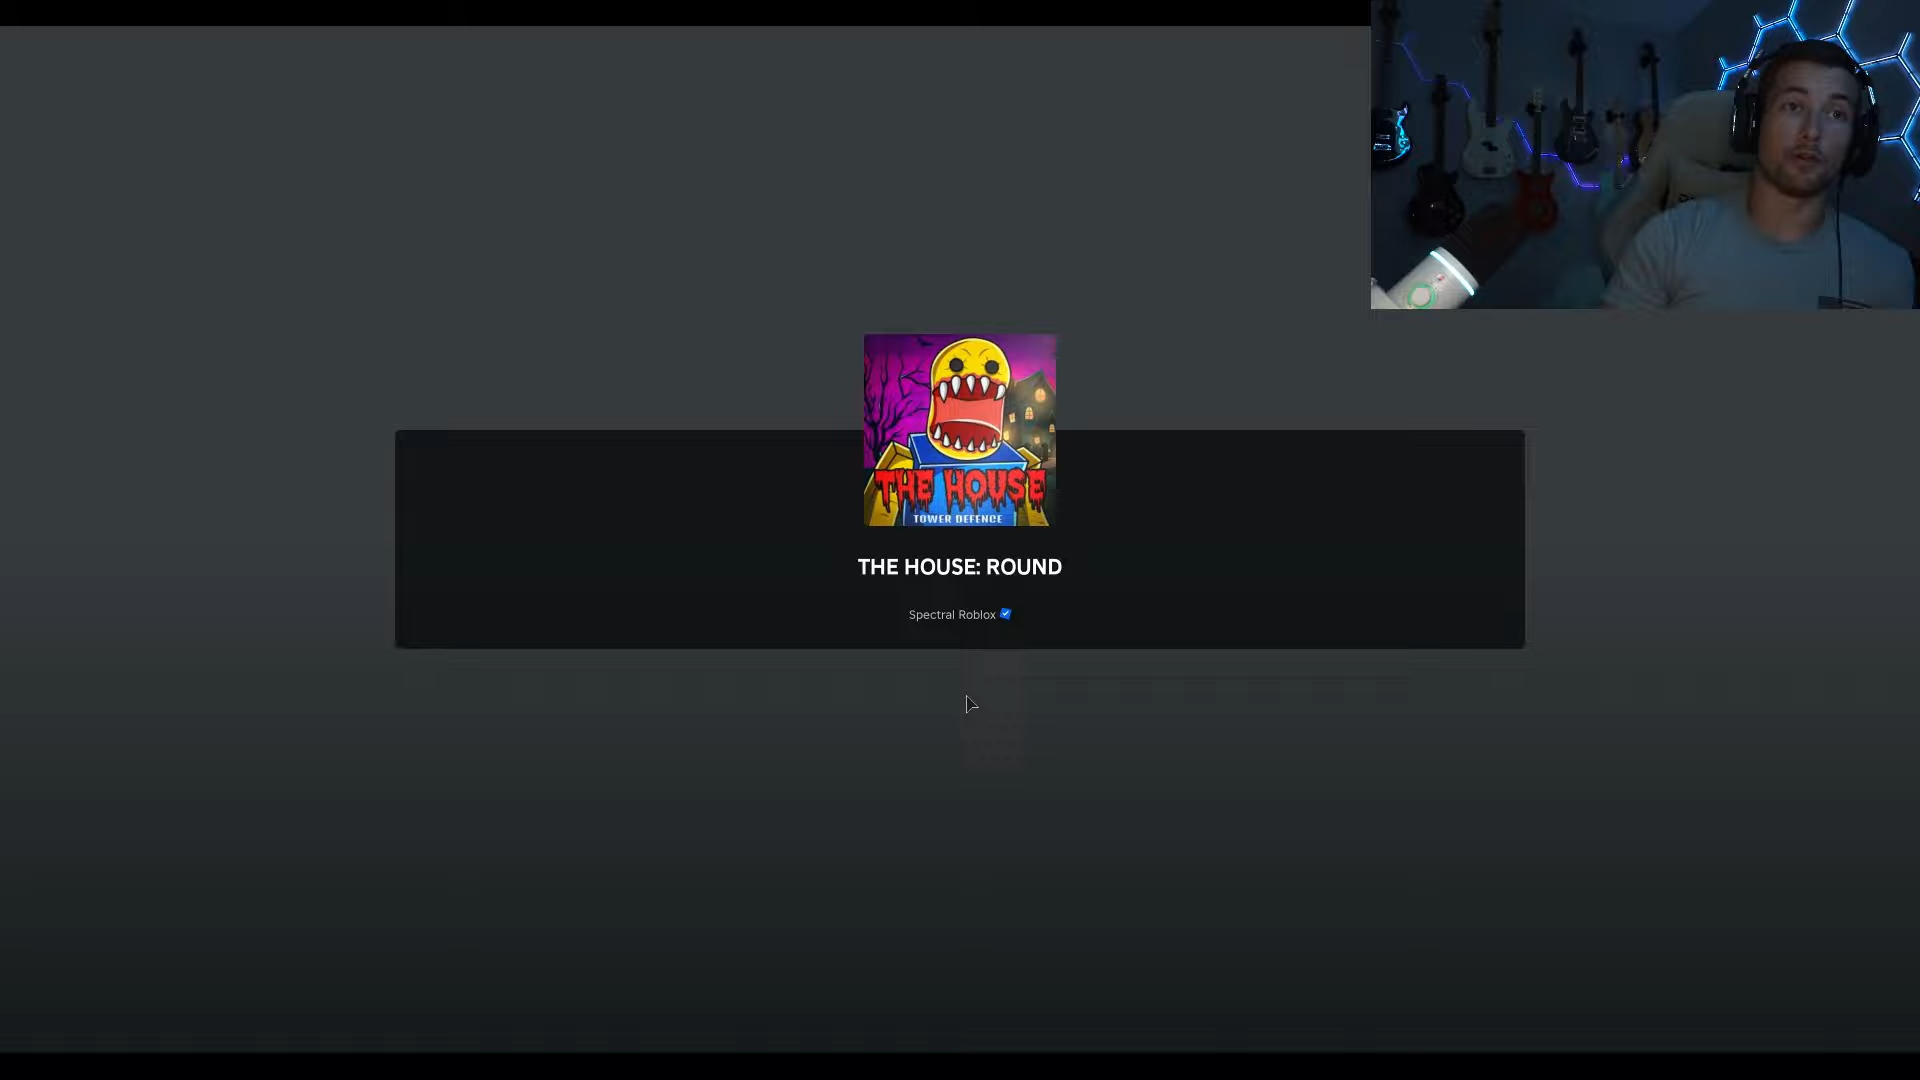 THE HOUSE
TOWER DEFENCE
THE HOUSE: ROUND
Spectral Roblox